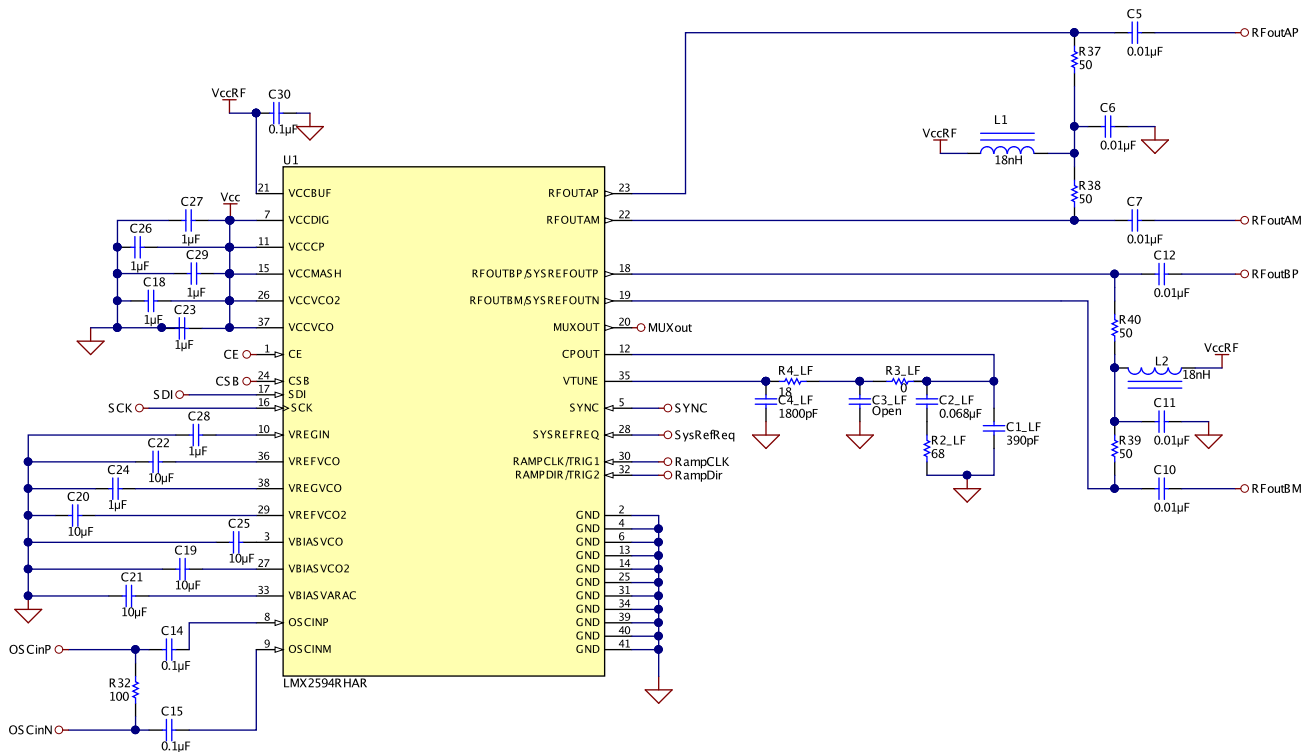 C5
RFoutAP
0.01µF
R37
50
VccRF
C30
0.1µF
C6
0.01µF
L1
VccRF
18nH
U1
R38
50
21 VCCBUF
RFOUTAP 23
Vcc
C27
1µF
7 VCCDIG
RFOUTAM 22
C7
0.01µF
RFoutAM
C26
1µF
11 VCCCP
C29
1µF
15 VCCMASH
RFOUTBP/SYSREFOUTP 18
C12
0.01µF
RFoutBP
C18
1µF
26 VCCVCO2
RFOUTBM/SYSREFOUTN 19
C23
1µF
37 VCCVCO
MUXOUT 20
MUXout
R40
50
CE
1 CE
CPOUT 12
VccRF
L2
18nH
CSB
24 CSB
VTUNE 35
R4_LF
18
R3_LF
0
SDI
17 SDI
C4_LF
1800pF
C3_LF
Open
C2_LF
0.068µF
SCK
16 SCK
SYNC 5
SYNC
C11
0.01µF
C28
1µF
10 VREGIN
SYSREFREQ 28
SysRefReq
R2_LF
68
C1_LF
390pF
R39
50
C22
10µF
36 VREFVCO
RAMPCLK/TRIG1 30
RampCLK
RAMPDIR/TRIG2 32
RampDir
C24
1µF
38 VREGVCO
C10
0.01µF
RFoutBM
C20
10µF
29 VREFVCO2
GND 2
GND 4
C25
10µF
3 VBIASVCO
GND 6
GND 13
C19
10µF
27 VBIASVCO2
GND 14
GND 25
C21
10µF
33 VBIASVARAC
GND 31
GND 34
8 OSCINP
GND 39
GND 40
9 OSCINM
GND 41
C14
0.1µF
OSCinP
R32
100
LMX2594RHAR
C15
0.1µF
OSCinN